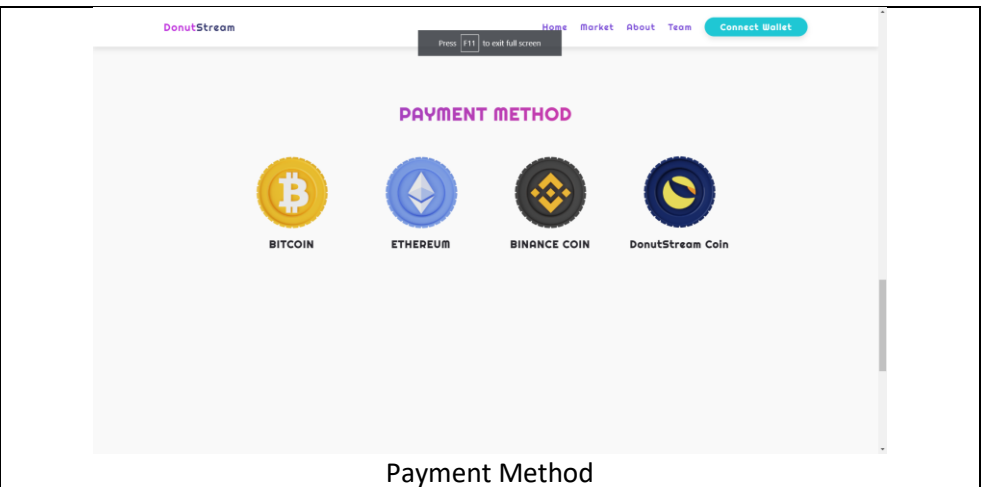 DonutStream Home Market About Team Connect Wallet
Press F11 to exit full screen
PAYMENT METHOD
BITCOIN ETHEREUM BINANCE COIN DonutStream Coin
Payment Method